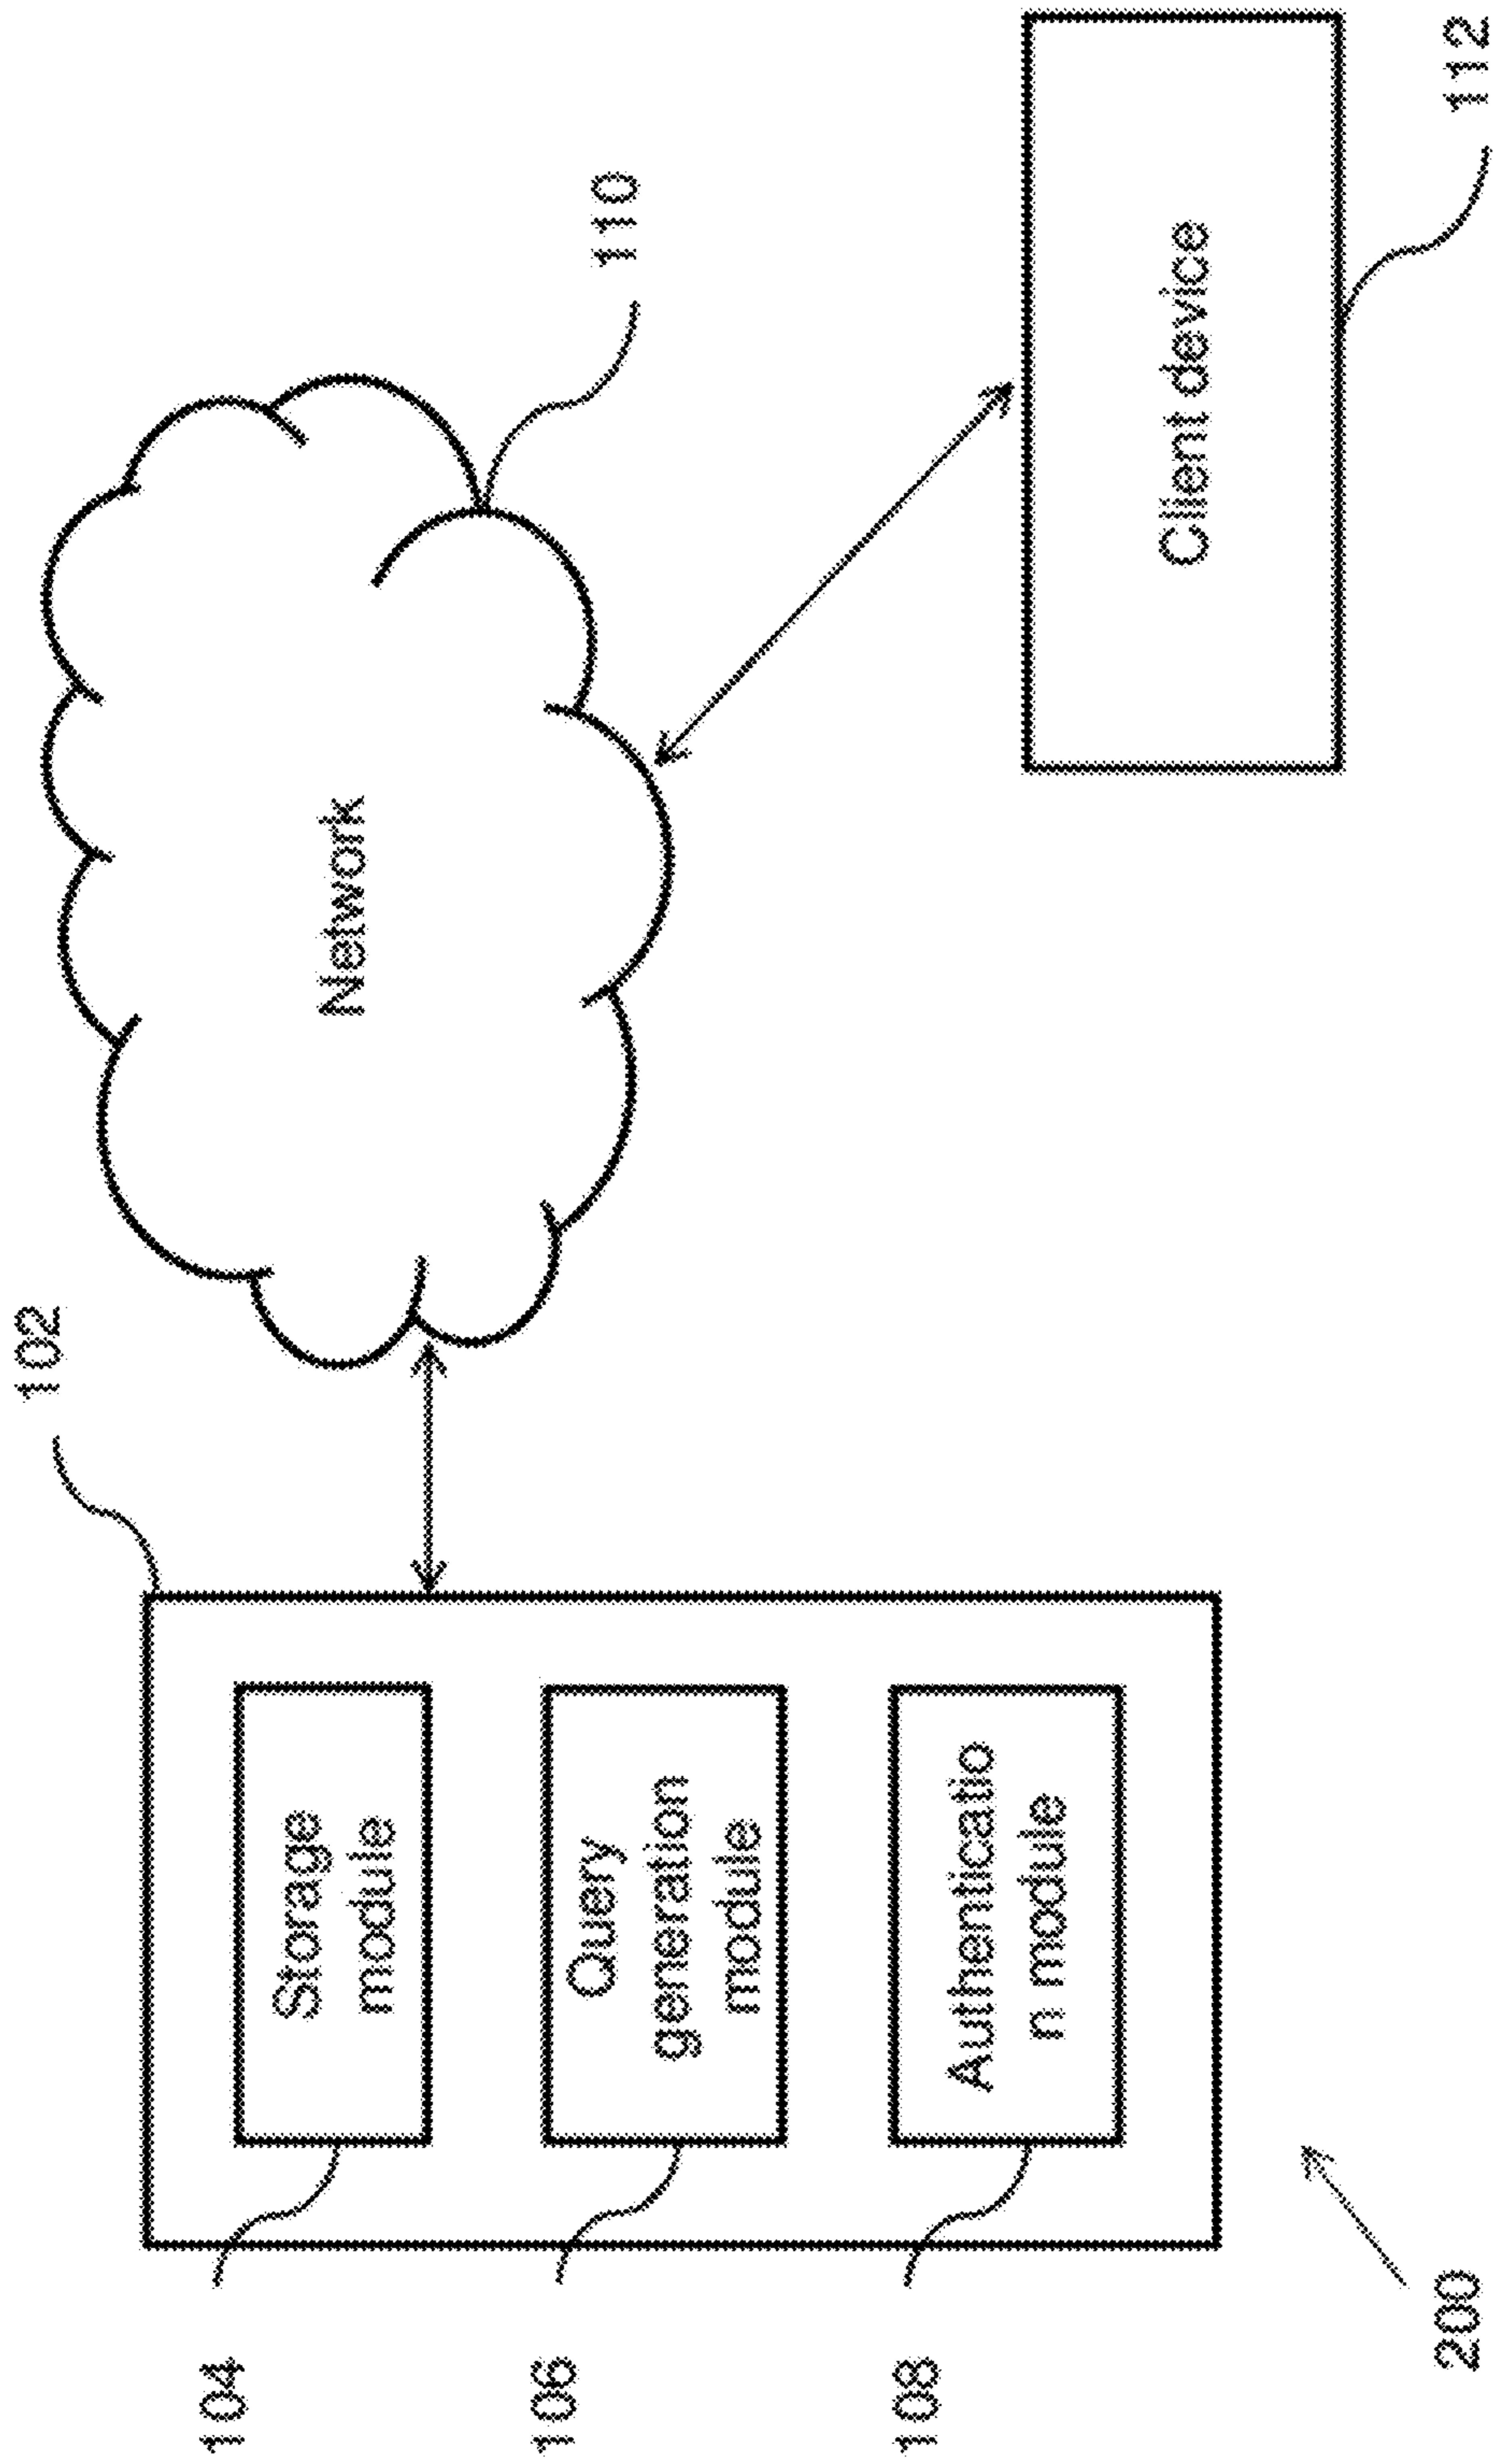 102
104
Storage
module
Network
110
106
Query
generation
module
108
Authenticatio
n module
Client device
112
200